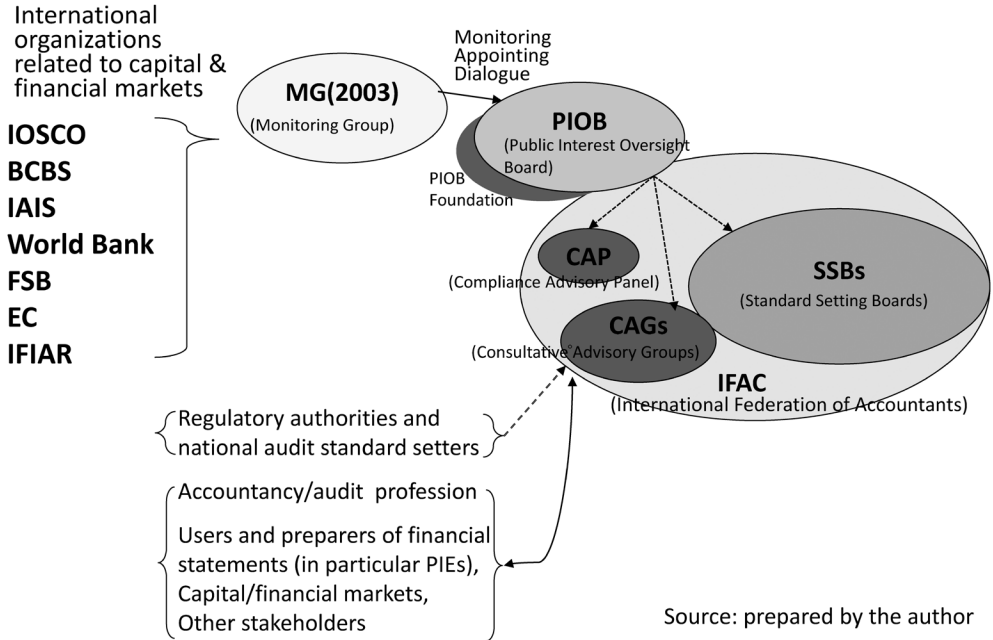 International
organizations
related to capital &
financial markets
IOSCO
BCBS
IAIS
World Bank
FSB
EC
IFIAR
MG(2003)
(Monitoring Group)
Monitoring
Appointing
Dialogue
PIOB
(Public Interest Oversight
Board)
PIOB
Foundation
CAP
(Compliance Advisory Panel)
SSBs
(Standard Setting Boards)
CAGs
(Consultative Advisory Groups)
IFAC
(International Federation of Accountants)
Regulatory authorities and
national audit standard setters
Accountancy/audit profession
Users and preparers of financial
statements (in particular PIEs),
Capital/financial markets,
Other stakeholders
Source: prepared by the author